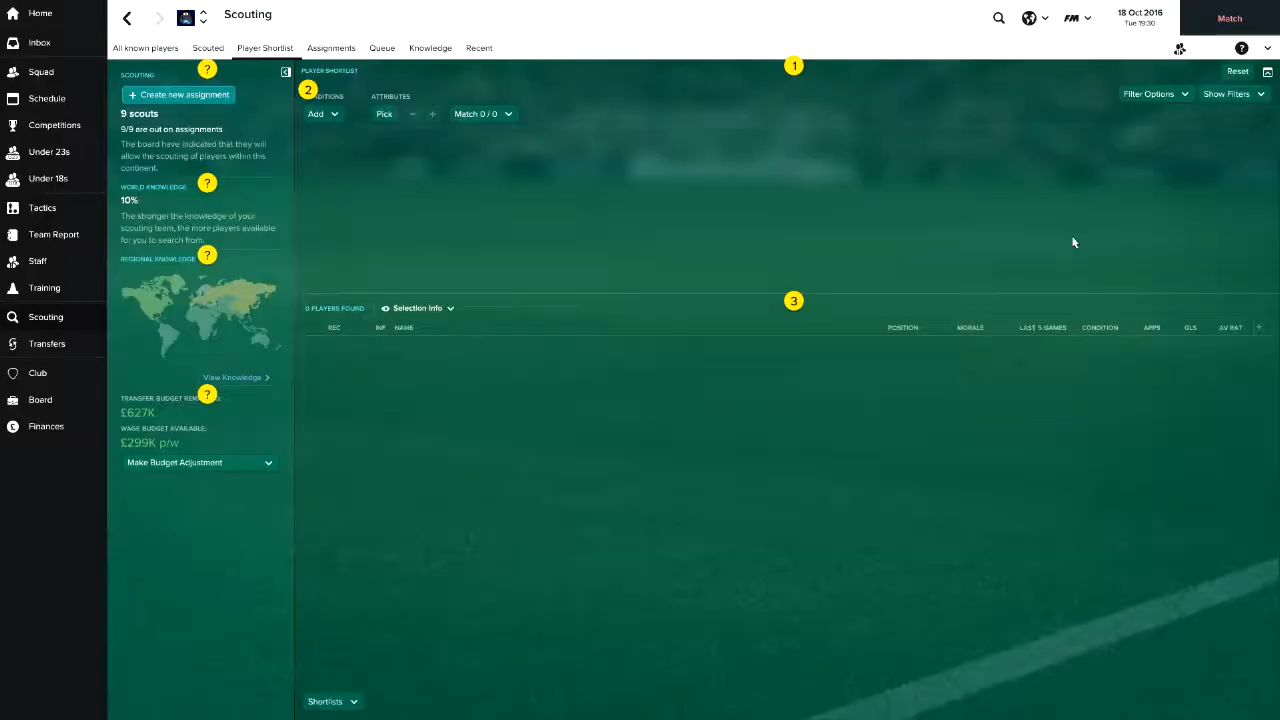 Home
Scouting
18 Oct 2016
Tue 19:30
Match
FM
Inbox
All known players
Scouted
Player Shortlist
Assignments
Queue
Knowledge
Recent
?
Squad
Schedule
Competitions
Under 23s
Under 18s
Tactics
Team Report
Staff
Training
Scouting
Transfers
Club
Board
Finances
SCOUTING
?
+ Create new assignment
9 scouts
9/9 are out on assignments
The board have indicated that they will
allow the scouting of players within this
continent.
WORLD KNOWLEDGE
?
10%
The stronger the knowledge of your
scouting team, the more players available
for you to search from.
REGIONAL KNOWLEDGE
?
View Knowledge >
TRANSFER BUDGET
?
£627K
WAGE BUDGET AVAILABLE:
£299K p/w
Make Budget Adjustment
PLAYER SHORTLIST
1
Reset
2
ATTRIBUTES
Filter Options
Show Filters
Add
Pick
−
+
Match 0 / 0
3
0 PLAYERS FOUND
Selection Info
REC
INF
NAME
POSITION
MORALE
LAST 5 GAMES
CONDITION
APPS
GLS
AV RAT
+
Shortlists